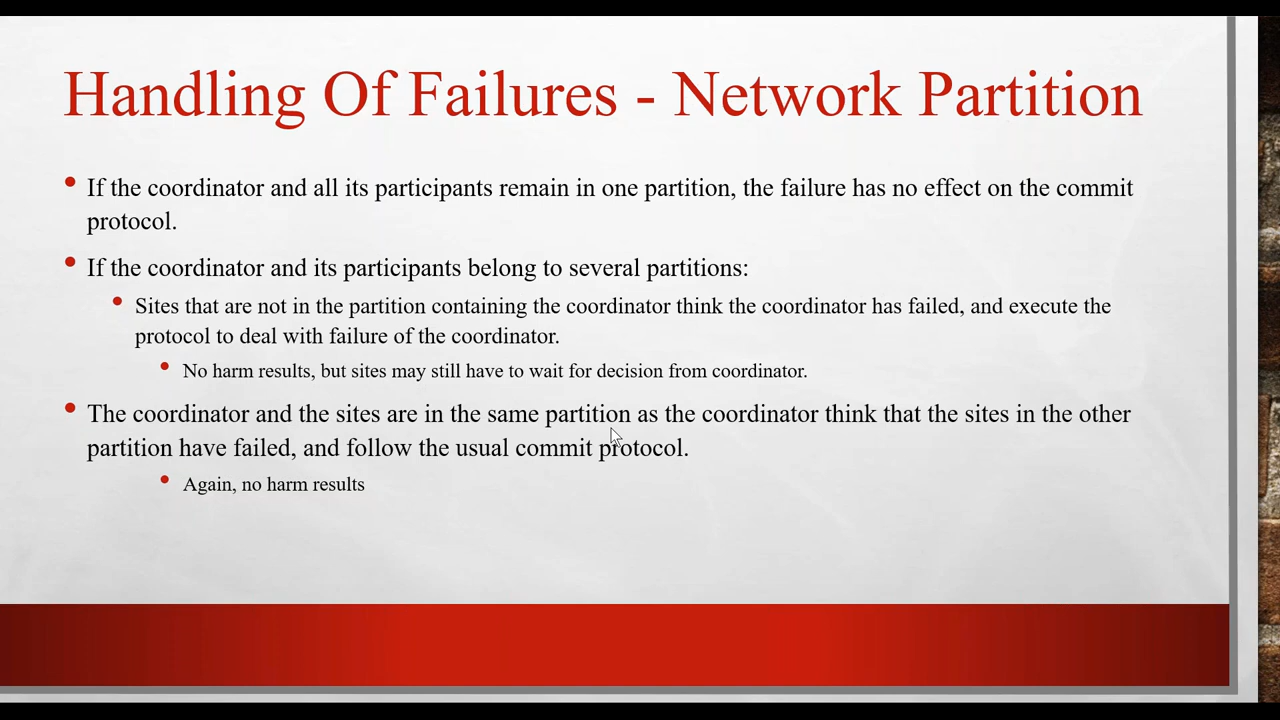 Handling Of Failures - Network Partition
• If the coordinator and all its participants remain in one partition, the failure has no effect on the commit
protocol.
• If the coordinator and its participants belong to several partitions:
• Sites that are not in the partition containing the coordinator think the coordinator has failed, and execute the
protocol to deal with failure of the coordinator.
• No harm results, but sites may still have to wait for decision from coordinator.
• The coordinator and the sites are in the same partition as the coordinator think that the sites in the other
partition have failed, and follow the usual commit protocol.
• Again, no harm results